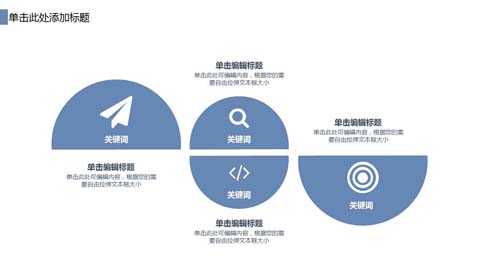 单击此处添加标题
单击编辑标题
单击此处可编辑内容，根据您的需
要自由拉伸文本框大小
关键词
单击编辑标题
单击此处可编辑内容，根据您的需
要自由拉伸文本框大小
关键词
单击编辑标题
单击此处可编辑内容，根据您的需
要自由拉伸文本框大小
</> 
关键词
单击编辑标题
单击此处可编辑内容，根据您的需
要自由拉伸文本框大小
关键词